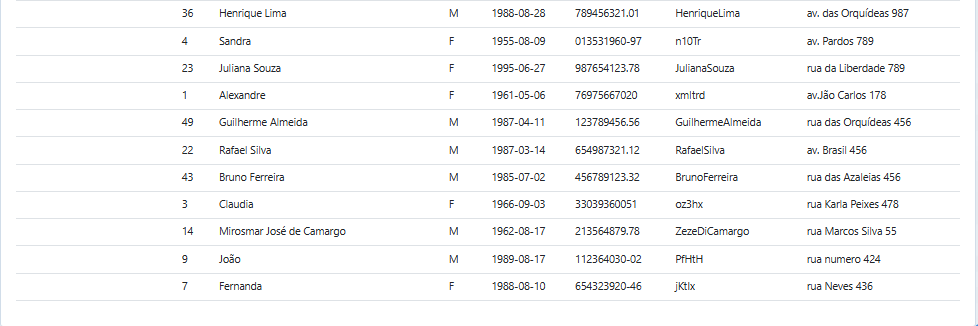 36 Henrique Lima M 1988-08-28 789456321.01 HenriqueLima av. das Orquídeas 987
4 Sandra F 1955-08-09 013531960-97 n10Tr av. Pardos 789
23 Juliana Souza F 1995-06-27 987654123.78 JulianaSouza rua da Liberdade 789
1 Alexandre F 1961-05-06 76975667020 xmltrd av.Jão Carlos 178
49 Guilherme Almeida M 1987-04-11 123789456.56 GuilhermeAlmeida rua das Orquídeas 456
22 Rafael Silva M 1987-03-14 654987321.12 RafaelSilva av. Brasil 456
43 Bruno Ferreira M 1985-07-02 456789123.32 BrunoFerreira rua das Azaleias 456
3 Claudia F 1966-09-03 33039360051 oz3hx rua Karla Peixes 478
14 Mirosmar José de Camargo M 1962-08-17 213564879.78 ZezeDiCamargo rua Marcos Silva 55
9 João M 1989-08-17 112364030-02 PfHtH rua numero 424
7 Fernanda F 1988-08-10 654323920-46 jKtlx rua Neves 436